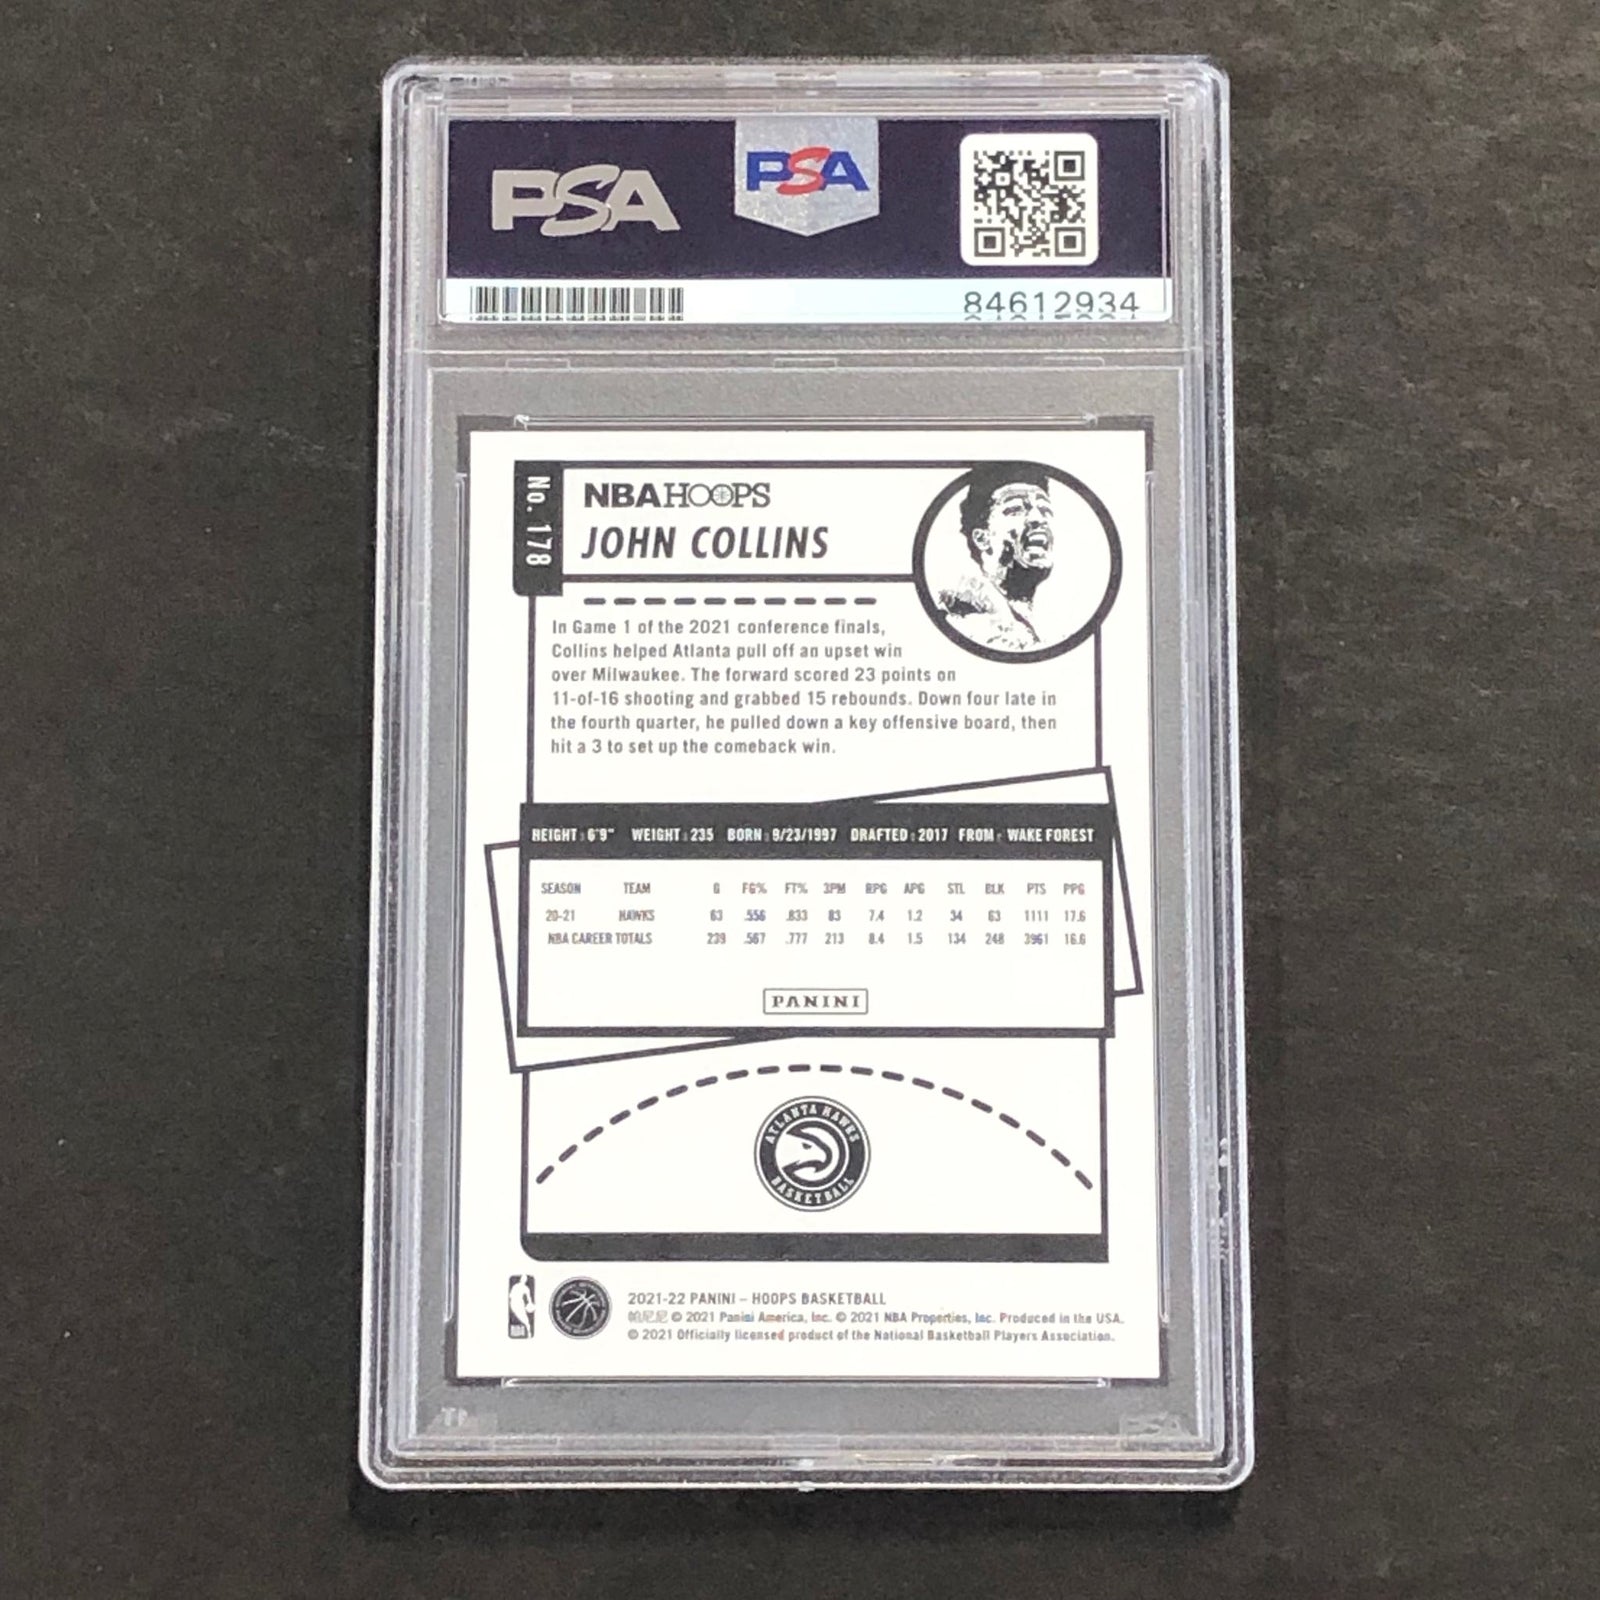 PSA
PSA
84612934
No. 178
NBA HOOPS
JOHN COLLINS
In Game 1 of the 2021 conference finals,
Collins helped Atlanta pull off an upset win
over Milwaukee. The forward scored 23 points on
11-of-16 shooting and grabbed 15 rebounds. Down four late in
the fourth quarter, he pulled down a key offensive board, then
hit a 3 to set up the comeback win.
HEIGHT: 6'9" WEIGHT: 235 BORN: 9/23/1997 DRAFTED: 2017 FROM: WAKE FOREST
SEASON TEAM G FG% FT% 3PM RPG APG STL BLK PTS PPG
20-21 HAWKS 63 .556 .833 83 7.4 1.2 34 63 1111 17.6
NBA CAREER TOTALS 239 .567 .777 213 8.4 1.5 134 248 3961 16.6
PANINI
ATLANTA HAWKS
BASKETBALL
NBA
2021-22 PANINI – HOOPS BASKETBALL
帕尼尼 © 2021 Panini America, Inc. © 2021 NBA Properties, Inc. Produced in the USA.
© 2021 Officially licensed product of the National Basketball Players Association.
PSA